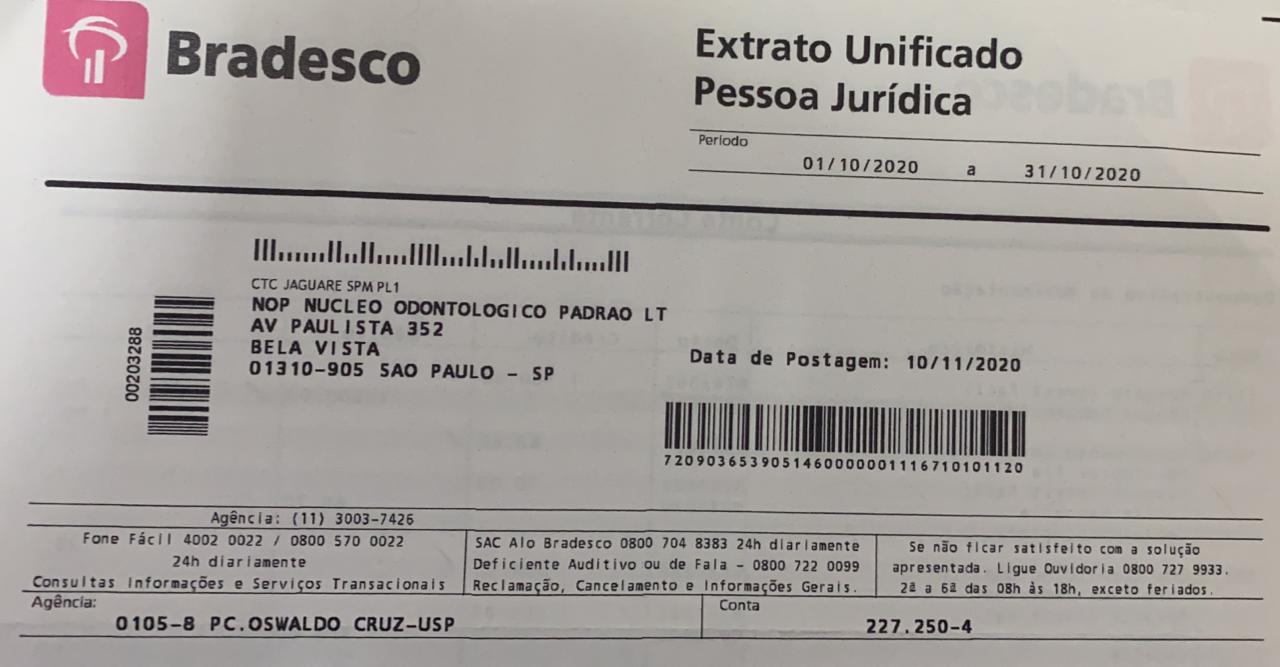 Bradesco
Extrato Unificado
Pessoa Jurídica
Período
01/10/2020 a 31/10/2020
CTC JAGUARE SPM PL1
NOP NUCLEO ODONTOLOGICO PADRAO LT
AV PAULISTA 352
BELA VISTA
01310-905 SAO PAULO - SP
00203288
Data de Postagem: 10/11/2020
7209036539051460000001116710101120
Agência: (11) 3003-7426
Fone Fácil 4002 0022 / 0800 570 0022
24h diariamente
Consultas Informações e Serviços Transacionais
SAC Alo Bradesco 0800 704 8383 24h diariamente
Deficiente Auditivo ou de Fala - 0800 722 0099
Reclamação, Cancelamento e Informações Gerais.
Se não ficar satisfeito com a solução
apresentada. Ligue Ouvidoria 0800 727 9933.
2ª a 6ª das 08h às 18h, exceto feriados.
Agência:
0105-8 PC.OSWALDO CRUZ-USP
Conta
227.250-4